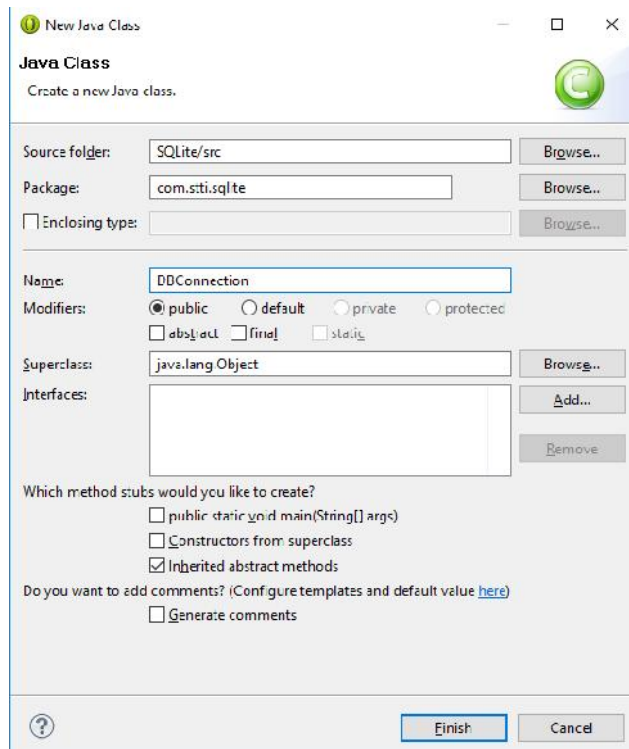 New Java Class
Java Class
Create a new Java class.
Source folder: SQLite/src Browse...
Package: com.stti.sqlite Browse...
Enclosing type: Browse...
Name: DBConnection
Modifiers: public default private protected
abstract final static
Superclass: java.lang.Object Browse...
Interfaces: Add...
Remove
Which method stubs would you like to create?
public static void main(String[] args)
Constructors from superclass
Inherited abstract methods
Do you want to add comments? (Configure templates and default value here)
Generate comments
Finish Cancel